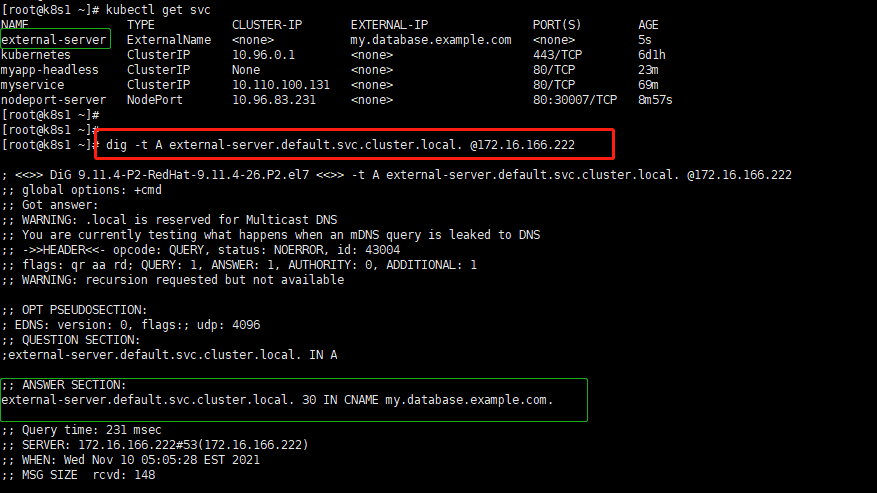 [root@k8s1 ~]# kubectl get svc
NAME TYPE CLUSTER-IP EXTERNAL-IP PORT(S) AGE
external-server ExternalName <none> my.database.example.com <none> 5s
kubernetes ClusterIP 10.96.0.1 <none> 443/TCP 6d1h
myapp-headless ClusterIP None <none> 80/TCP 23m
myservice ClusterIP 10.110.100.131 <none> 80/TCP 69m
nodeport-server NodePort 10.96.83.231 <none> 80:30007/TCP 8m57s
[root@k8s1 ~]#
[root@k8s1 ~]#
[root@k8s1 ~]# dig -t A external-server.default.svc.cluster.local. @172.16.166.222
; <<>> DiG 9.11.4-P2-RedHat-9.11.4-26.P2.el7 <<>> -t A external-server.default.svc.cluster.local. @172.16.166.222
;; global options: +cmd
;; Got answer:
;; WARNING: .local is reserved for Multicast DNS
;; You are currently testing what happens when an mDNS query is leaked to DNS
;; ->>HEADER<<- opcode: QUERY, status: NOERROR, id: 43004
;; flags: qr aa rd; QUERY: 1, ANSWER: 1, AUTHORITY: 0, ADDITIONAL: 1
;; WARNING: recursion requested but not available
;; OPT PSEUDOSECTION:
; EDNS: version: 0, flags:; udp: 4096
;; QUESTION SECTION:
;external-server.default.svc.cluster.local. IN A
;; ANSWER SECTION:
external-server.default.svc.cluster.local. 30 IN CNAME my.database.example.com.
;; Query time: 231 msec
;; SERVER: 172.16.166.222#53(172.16.166.222)
;; WHEN: Wed Nov 10 05:05:28 EST 2021
;; MSG SIZE rcvd: 148